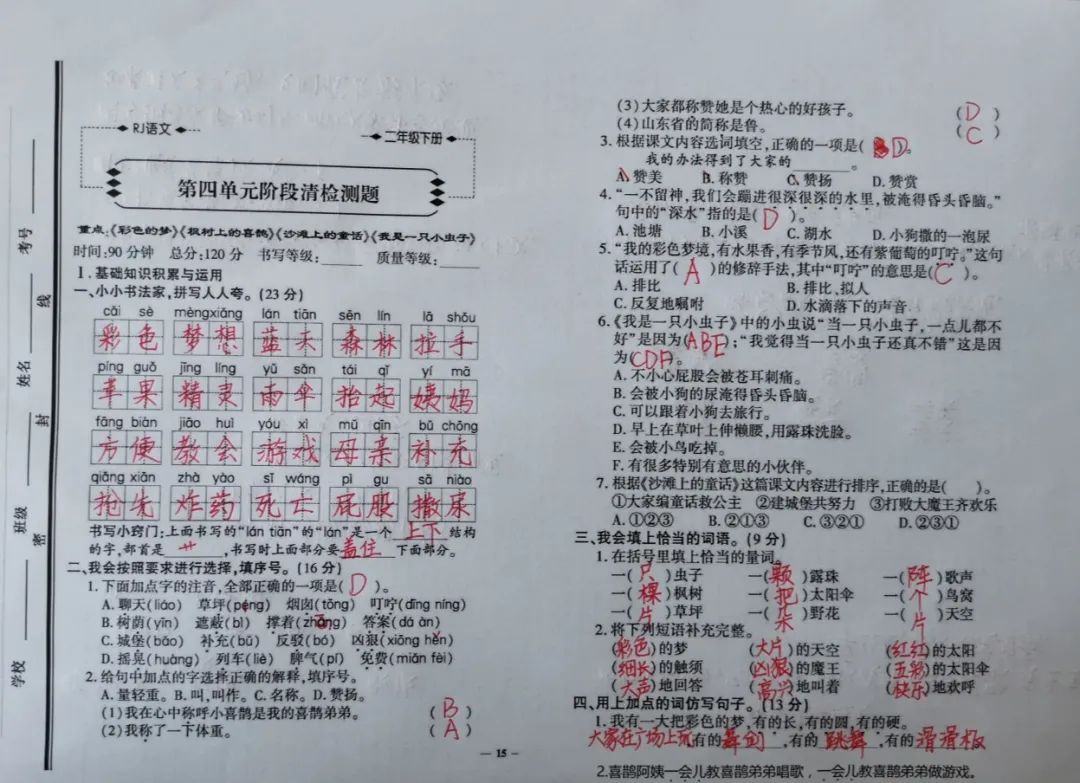 RJ语文
二年级下册
第四单元阶段清检测题
重点:《彩色的梦》《枫树上的喜鹊》《沙滩上的童话》《我是一只小虫子》
时间:90分钟 总分:120分 书写等级:______ 质量等级:______
Ⅰ.基础知识积累与运用
一、小小书法家,拼写人人夸。(23分)
cǎi sè mèngxiǎng lán tiān sēn lín lā shǒu
彩色 梦想 蓝天 森林 拉手
píng guǒ jīng líng yǔ sǎn tái qǐ yí mā
苹果 精灵 雨伞 抬起 姨妈
fāng biàn jiāo huì yóu xì mǔ qīn bǔ chōng
方便 教会 游戏 母亲 补充
qiǎng xiān zhà yào sǐ wáng pì gu sā niào
抢先 炸药 死亡 屁股 撒尿
书写小窍门:上面书写的“lán tiān”的“lán”是一个 上下 结构
的字,部首是 艹 ,书写时上面部分要 盖住 下面部分。
二、我会按照要求进行选择,填序号。(16分)
1.下面加点字的注音,全部正确的一项是( D )。
A.聊天(liáo) 草坪(péng) 烟囱(tōng) 叮咛(dīng níng)
B.树荫(yīn) 遮蔽(bì) 撑着(zhāng) 答案(dá àn)
C.城堡(bǎo) 补充(bǔ) 反驳(bó) 凶狠(xiōng hěn)
D.摇晃(huàng) 列车(liè) 脾气(pí) 免费(miǎn fèi)
2.给句中加点的字选择正确的解释,填序号。
A.量轻重。B.叫,叫作。C.名称。D.赞扬。
(1)我在心中称呼小喜鹊是我的喜鹊弟弟。 ( B )
(2)我称了一下体重。 ( A )
(3)大家都称赞她是个热心的好孩子。 ( D )
(4)山东省的简称是鲁。 ( C )
3.根据课文内容选词填空,正确的一项是( D )。
我的办法得到了大家的______。
A.赞美 B.称赞 C.赞扬 D.赞赏
4.“一不留神,我们会蹦进很深很深的水里,被淹得昏头昏脑。”
句中的“深水”指的是( D )。
A.池塘 B.小溪 C.湖水 D.小狗撒的一泡尿
5.“我的彩色梦境,有水果香,有季节风,还有紫葡萄的叮咛。”这句
话运用了( A )的修辞手法,其中“叮咛”的意思是( C )。
A.排比 B.排比、拟人
C.反复地嘱咐 D.水滴落下的声音
6.《我是一只小虫子》中的小虫说“当一只小虫子,一点儿都不
好”是因为(ABE);“我觉得当一只小虫子还真不错”这是因
为(CDF)。
A.不小心屁股会被苍耳刺痛。
B.会被小狗的尿淹得昏头昏脑。
C.可以跟着小狗去旅行。
D.早上在草叶上伸懒腰,用露珠洗脸。
E.会被小鸟吃掉。
F.有很多特别有意思的小伙伴。
7.根据《沙滩上的童话》这篇课文内容进行排序,正确的是( )。
①大家编童话救公主 ②建城堡共努力 ③打败大魔王齐欢乐
A.①②③ B.②①③ C.③②① D.②③①
三、我会填上恰当的词语。(9分)
1.在括号里填上恰当的量词。
一(只)虫子 一(颗)露珠 一(阵)歌声
一(棵)枫树 一(把)太阳伞 一(个)鸟窝
一(片)草坪 一(朵)野花 一(片)天空
2.将下列短语补充完整。
(彩色)的梦 (大片)的天空 (红红)的太阳
(细长)的触须 (凶狠)的魔王 (五彩)的太阳伞
(大声)地回答 (高兴)地叫着 (快乐)地欢呼
四、用上加点的词仿写句子。(13分)
1.我有一大把彩色的梦,有的长,有的圆,有的硬。
大家在广场上玩有的舞剑,有的跳舞,有的滑滑板
2.喜鹊阿姨一会儿教喜鹊弟弟唱歌,一会儿教喜鹊弟弟做游戏。
学校 班级 姓名 考号
密 封 线
— 15 —